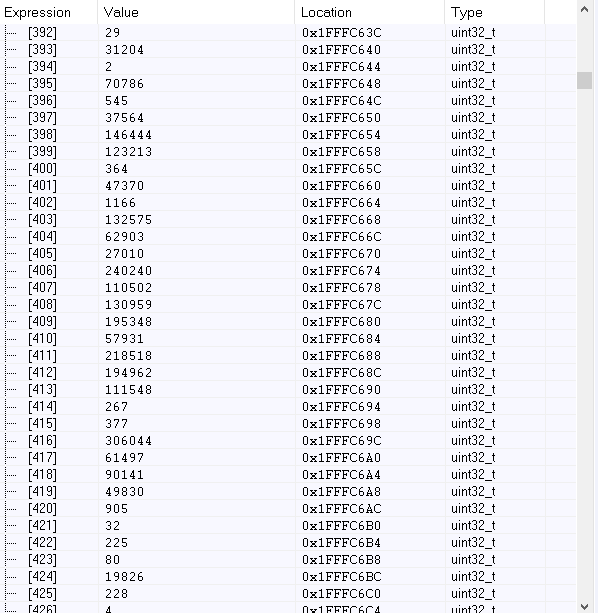 Expression Value Location Type
[392] 29 0x1FFFC63C uint32_t
[393] 31204 0x1FFFC640 uint32_t
[394] 2 0x1FFFC644 uint32_t
[395] 70786 0x1FFFC648 uint32_t
[396] 545 0x1FFFC64C uint32_t
[397] 37564 0x1FFFC650 uint32_t
[398] 146444 0x1FFFC654 uint32_t
[399] 123213 0x1FFFC658 uint32_t
[400] 364 0x1FFFC65C uint32_t
[401] 47370 0x1FFFC660 uint32_t
[402] 1166 0x1FFFC664 uint32_t
[403] 132575 0x1FFFC668 uint32_t
[404] 62903 0x1FFFC66C uint32_t
[405] 27010 0x1FFFC670 uint32_t
[406] 240240 0x1FFFC674 uint32_t
[407] 110502 0x1FFFC678 uint32_t
[408] 130959 0x1FFFC67C uint32_t
[409] 195348 0x1FFFC680 uint32_t
[410] 57931 0x1FFFC684 uint32_t
[411] 218518 0x1FFFC688 uint32_t
[412] 194962 0x1FFFC68C uint32_t
[413] 111548 0x1FFFC690 uint32_t
[414] 267 0x1FFFC694 uint32_t
[415] 377 0x1FFFC698 uint32_t
[416] 306044 0x1FFFC69C uint32_t
[417] 61497 0x1FFFC6A0 uint32_t
[418] 90141 0x1FFFC6A4 uint32_t
[419] 49830 0x1FFFC6A8 uint32_t
[420] 905 0x1FFFC6AC uint32_t
[421] 32 0x1FFFC6B0 uint32_t
[422] 225 0x1FFFC6B4 uint32_t
[423] 80 0x1FFFC6B8 uint32_t
[424] 19826 0x1FFFC6BC uint32_t
[425] 228 0x1FFFC6C0 uint32_t
[426] 4 0x1FFFC6C4 uint32_t